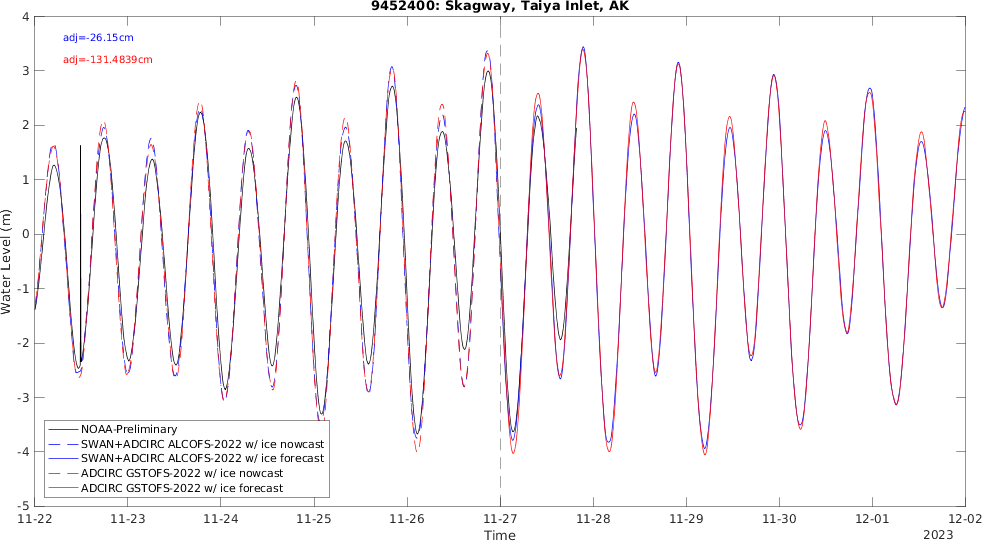 9452400: Skagway, Taiya Inlet, AK
adj=-26.15cm
adj=-131.4839cm
4
3
2
1
0
-1
-2
-3
-4
-5
Water Level (m)
NOAA-Preliminary
SWAN+ADCIRC ALCOFS-2022 w/ ice nowcast
SWAN+ADCIRC ALCOFS-2022 w/ ice forecast
ADCIRC GSTOFS-2022 w/ ice nowcast
ADCIRC GSTOFS-2022 w/ ice forecast
11-22 11-23 11-24 11-25 11-26 11-27 11-28 11-29 11-30 12-01 12-02
Time
2023